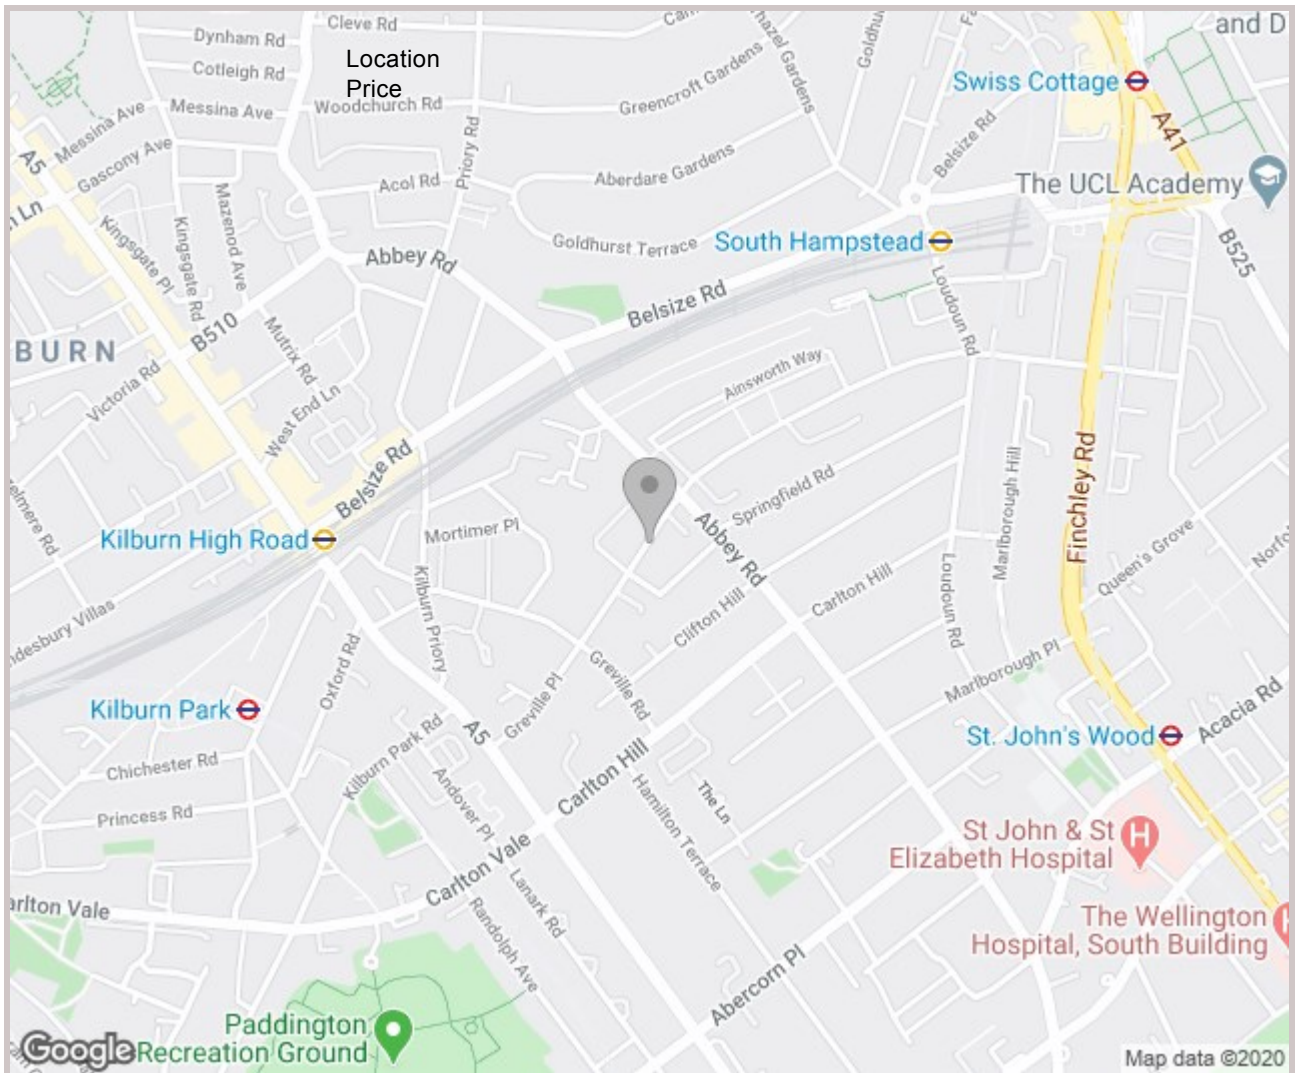 Cleve Rd
and D
Dynham Rd
Location
Price
Goldhu
Cotleigh Rd
Swiss Cottage
Messina Ave
Messina Ave
Woodchurch Rd
Greencroft Gardens
A41
A5
Gascony Ave
Priory Rd
Belsize Rd
Acol Rd
Aberdare Gardens
The UCL Academy
Mazenod Ave
Kingsgate Pl
Kingsgate Rd
Abbey Rd
Goldhurst Terrace
South Hampstead
B525
Loudoun Rd
Belsize Rd
B510
BURN
Mutrix Rd
Victoria Rd
West End Ln
Ainsworth Way
Belsize Rd
Finchley Rd
Marlborough Hill
Springfield Rd
Kilburn High Road
Mortimer Pl
Abbey Rd
Queen's Grove
Norfo
Kilburn Priory
Loudoun Rd
Carlton Hill
Clifton Hill
ndesbury Villas
Oxford Rd
Greville Rd
Marlborough Pl
Greville Pl
Kilburn Park
A5
St. John's Wood
Acacia Rd
Chichester Rd
Kilburn Park Rd
Andover Pl
Carlton Hill
Hamilton Terrace
The Ln
Princess Rd
St John & St
Elizabeth Hospital
H
Carlton Vale
arlton Vale
Lanark Rd
Randolph Ave
The Wellington
Hospital, South Building
Abercorn Pl
Paddington
Recreation Ground
Google
Map data ©2020